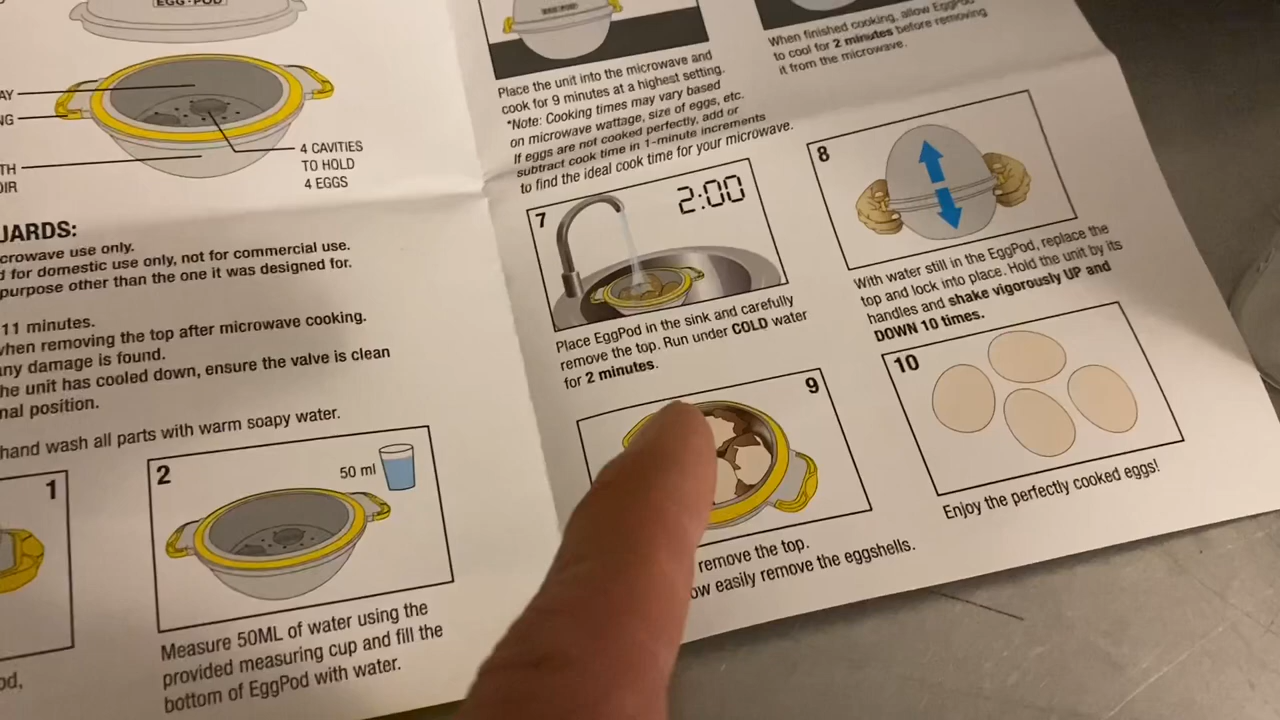 EGG-POD
4 CAVITIES
TO HOLD
4 EGGS
crowave use only.
for domestic use only, not for commercial use.
purpose other than the one it was designed for.
11 minutes.
when removing the top after microwave cooking.
any damage is found.
he unit has cooled down, ensure the valve is clean
nal position.
hand wash all parts with warm soapy water.
1
2
50 ml
Measure 50ML of water using the
provided measuring cup and fill the
bottom of EggPod with water.
Place the unit into the microwave and
cook for 9 minutes at a highest setting.
*Note: Cooking times may vary based
on microwave wattage, size of eggs, etc.
If eggs are not cooked perfectly, add or
subtract cook time in 1-minute increments
to find the ideal cook time for your microwave.
When finished cooking, allow EggPod
to cool for 2 minutes before removing
it from the microwave.
7
2:00
Place EggPod in the sink and carefully
remove the top. Run under COLD water
for 2 minutes.
8
With water still in the EggPod, replace the
top and lock into place. Hold the unit by its
handles and shake vigorously UP and
DOWN 10 times.
9
remove the top.
ow easily remove the eggshells.
10
Enjoy the perfectly cooked eggs!